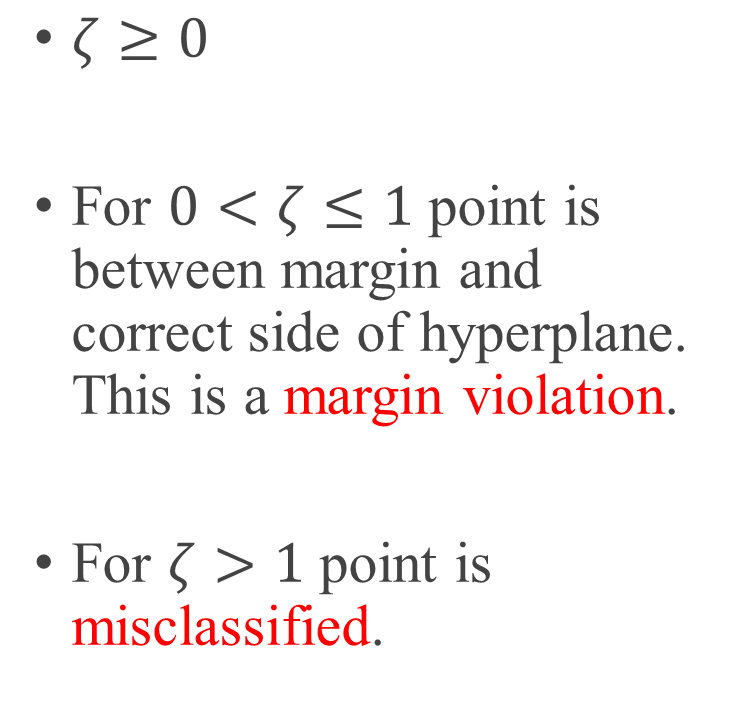 • ζ ≥ 0
• For 0 < ζ ≤ 1 point is
between margin and
correct side of hyperplane.
This is a margin violation.
• For ζ > 1 point is
misclassified.